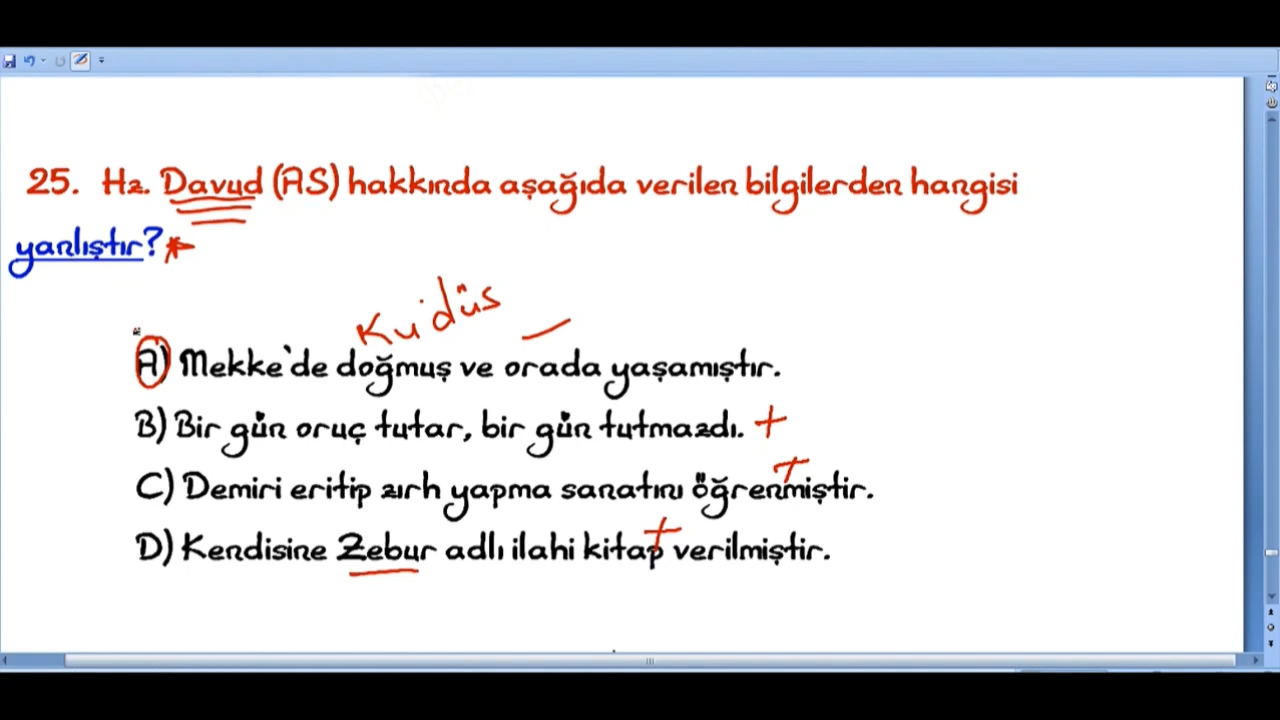 25. Hz. Davud (AS) hakkında aşağıda verilen bilgilerden hangisi
yanlıştır?
Kudüs
A) Mekke'de doğmuş ve orada yaşamıştır.
B) Bir gün oruç tutar, bir gün tutmazdı. +
C) Demiri eritip zırh yapma sanatını öğrenmiştir.
D) Kendisine Zebur adlı ilahi kitap verilmiştir.